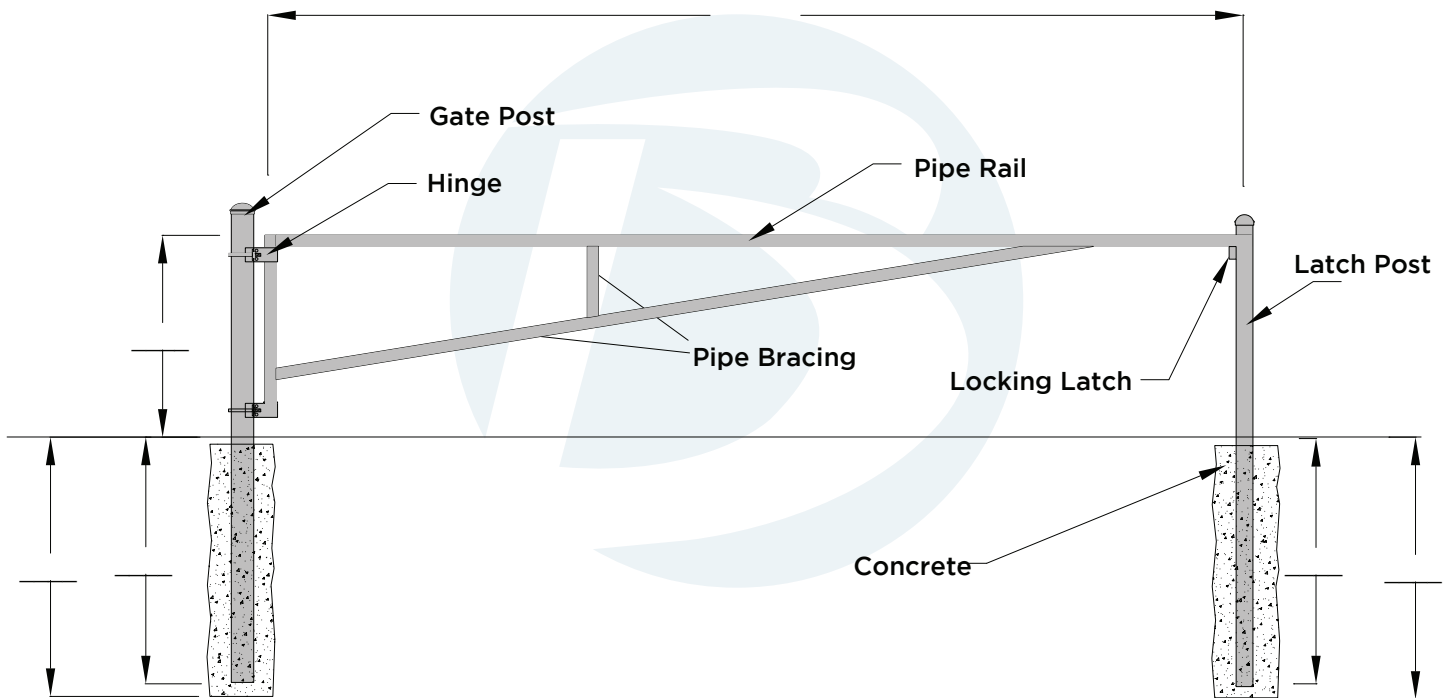 Gate Post
Hinge
Pipe Rail
Latch Post
Pipe Bracing
Locking Latch
Concrete